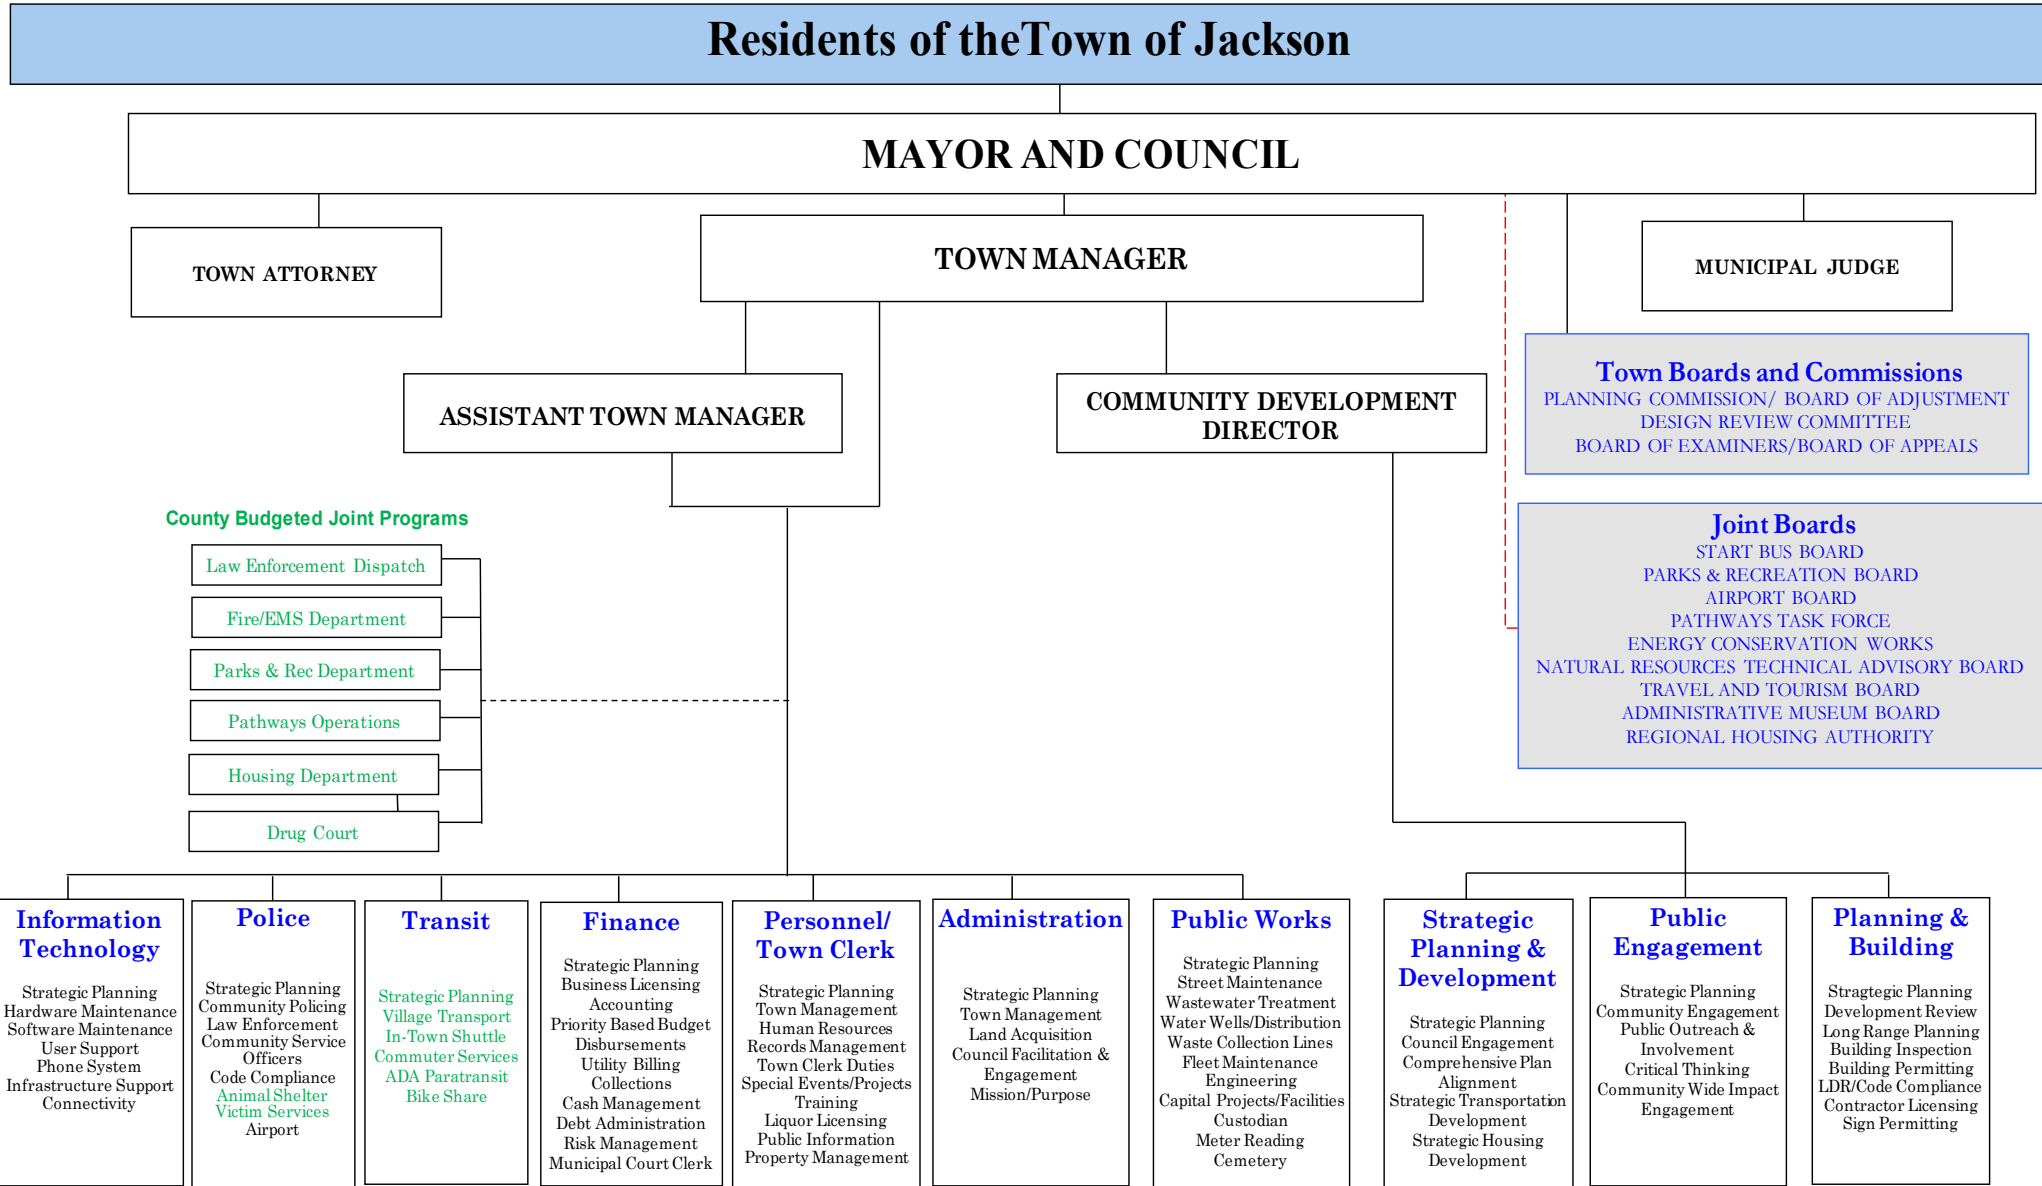 Residents of theTown of Jackson
MAYOR AND COUNCIL
TOWN ATTORNEY
TOWN MANAGER
MUNICIPAL JUDGE
ASSISTANT TOWN MANAGER
COMMUNITY DEVELOPMENT
DIRECTOR
Town Boards and Commissions
PLANNING COMMISSION/ BOARD OF ADJUSTMENT
DESIGN REVIEW COMMITTEE
BOARD OF EXAMINERS/BOARD OF APPEALS
Joint Boards
START BUS BOARD
PARKS & RECREATION BOARD
AIRPORT BOARD
PATHWAYS TASK FORCE
ENERGY CONSERVATION WORKS
NATURAL RESOURCES TECHNICAL ADVISORY BOARD
TRAVEL AND TOURISM BOARD
ADMINISTRATIVE MUSEUM BOARD
REGIONAL HOUSING AUTHORITY
County Budgeted Joint Programs
Law Enforcement Dispatch
Fire/EMS Department
Parks & Rec Department
Pathways Operations
Housing Department
Drug Court
Information
Technology
Strategic Planning
Hardware Maintenance
Software Maintenance
User Support
Phone System
Infrastructure Support
Connectivity
Police
Strategic Planning
Community Policing
Law Enforcement
Community Service
Officers
Code Compliance
Animal Shelter
Victim Services
Airport
Transit
Strategic Planning
Village Transport
In-Town Shuttle
Commuter Services
ADA Paratransit
Bike Share
Finance
Strategic Planning
Business Licensing
Accounting
Priority Based Budget
Disbursements
Utility Billing
Collections
Cash Management
Debt Administration
Risk Management
Municipal Court Clerk
Personnel/
Town Clerk
Strategic Planning
Town Management
Human Resources
Records Management
Town Clerk Duties
Special Events/Projects
Training
Liquor Licensing
Public Information
Property Management
Administration
Strategic Planning
Town Management
Land Acquisition
Council Facilitation &
Engagement
Mission/Purpose
Public Works
Strategic Planning
Street Maintenance
Wastewater Treatment
Water Wells/Distribution
Waste Collection Lines
Fleet Maintenance
Engineering
Capital Projects/Facilities
Custodian
Meter Reading
Cemetery
Strategic
Planning &
Development
Strategic Planning
Council Engagement
Comprehensive Plan
Alignment
Strategic Transportation
Development
Strategic Housing
Development
Public
Engagement
Strategic Planning
Community Engagement
Public Outreach &
Involvement
Critical Thinking
Community Wide Impact
Engagement
Planning &
Building
Stragtegic Planning
Development Review
Long Range Planning
Building Inspection
Building Permitting
LDR/Code Compliance
Contractor Licensing
Sign Permitting